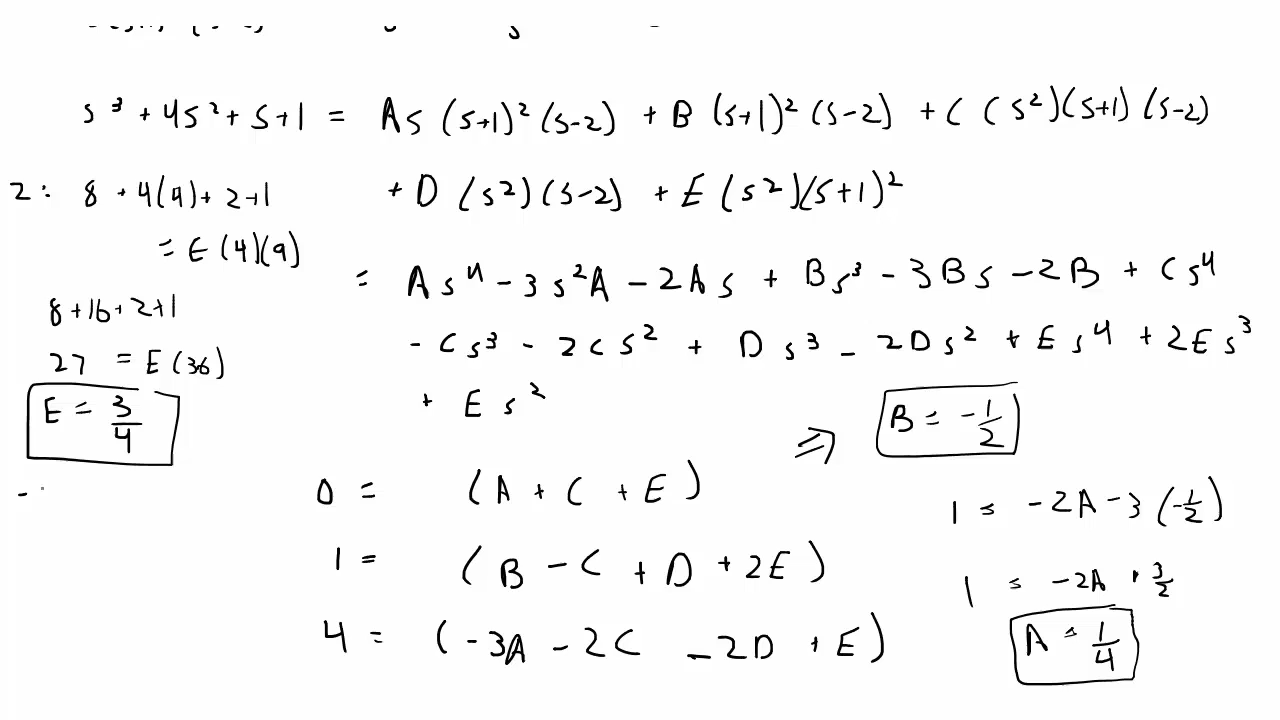 s³ + 4s² + s + 1 = As (s+1)² (s-2) + B (s+1)² (s-2) + C (s²)(s+1) (s-2)
+ D (s²)(s-2) + E (s²)(s+1)²
2: 8 + 4(4) + 2+1
= E (4)(9)
8+16+2+1
27 = E (36)
E = 3/4
= As⁴ - 3s²A - 2As + Bs³ - 3Bs - 2B + Cs⁴
- Cs³ - 2Cs² + Ds³ - 2Ds² + Es⁴ + 2Es³
+ Es²
⇒ B = -1/2
0 = (A + C + E)
1 = (B - C + D + 2E)
4 = (-3A - 2C - 2D + E)
1 = -2A - 3 (-1/2)
1 = -2A + 3/2
A = 1/4